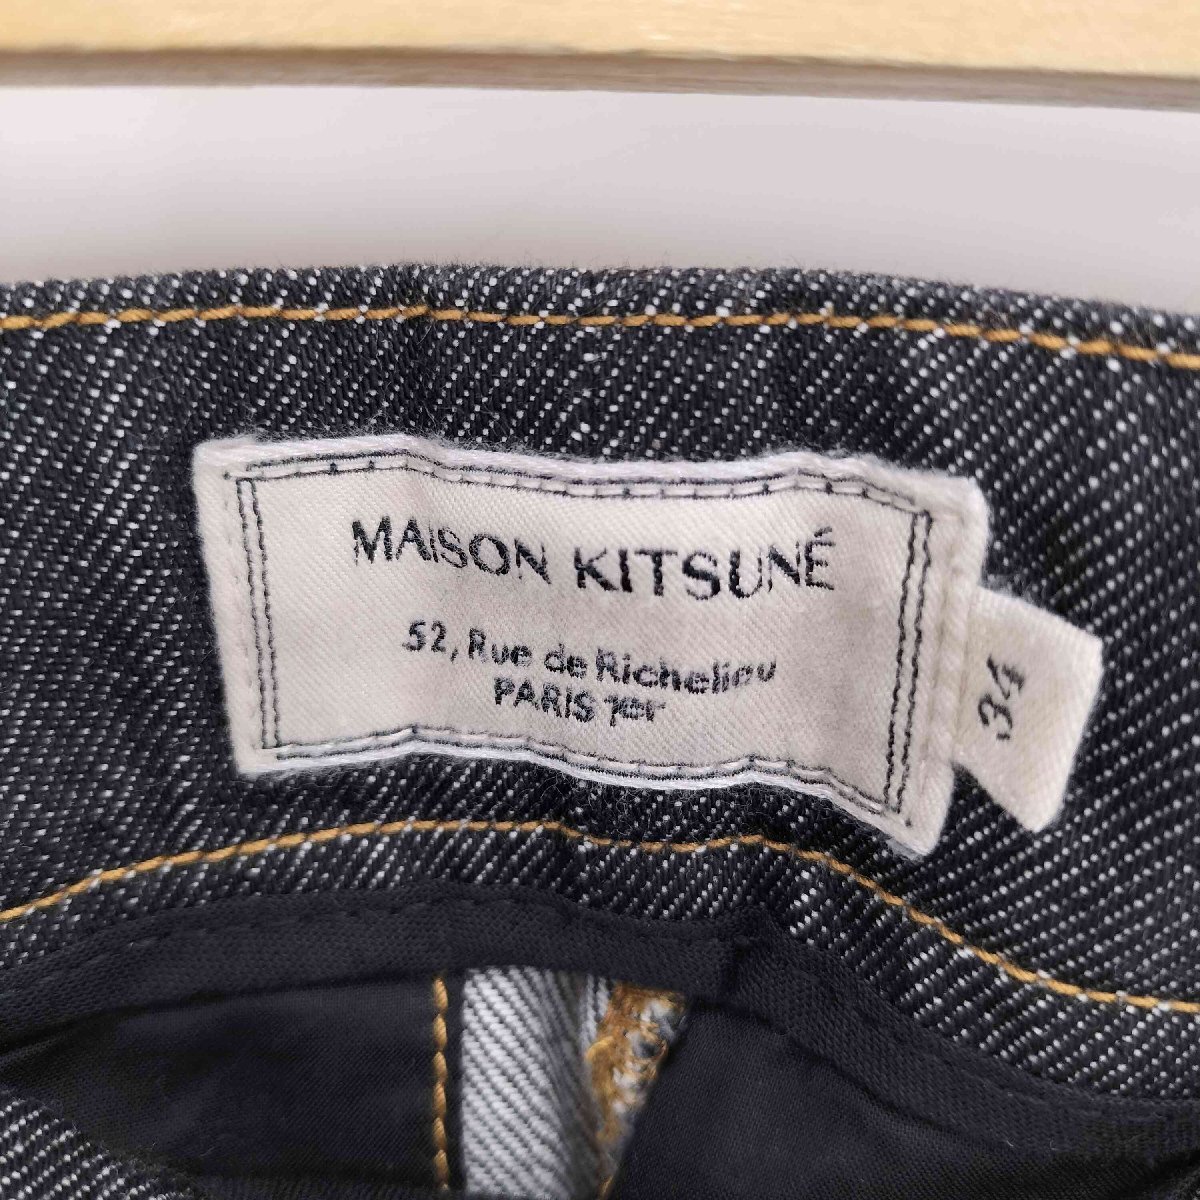 MAISON KITSUNÉ
52, Rue de Richelieu
PARIS 1er
34